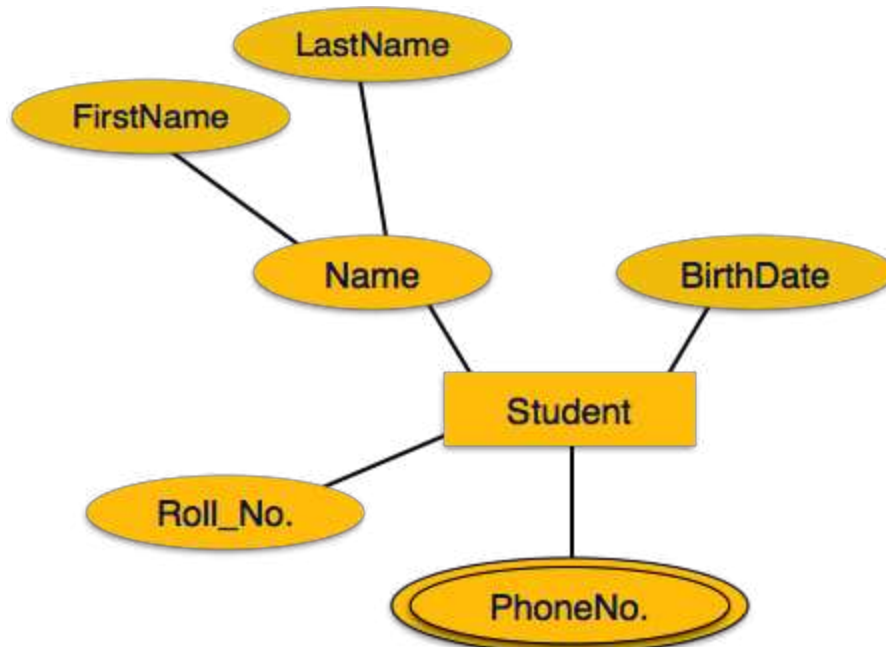 LastName
FirstName
Name
BirthDate
Student
Roll_No.
PhoneNo.